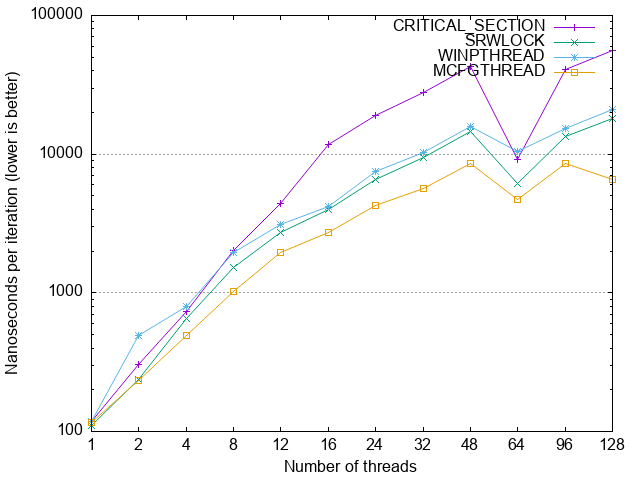 100000
10000
1000
100
Nanoseconds per iteration (lower is better)
CRITICAL_SECTION
SRWLOCK
WINPTHREAD
MCFGTHREAD
1 2 4 8 12 16 24 32 48 64 96 128
Number of threads